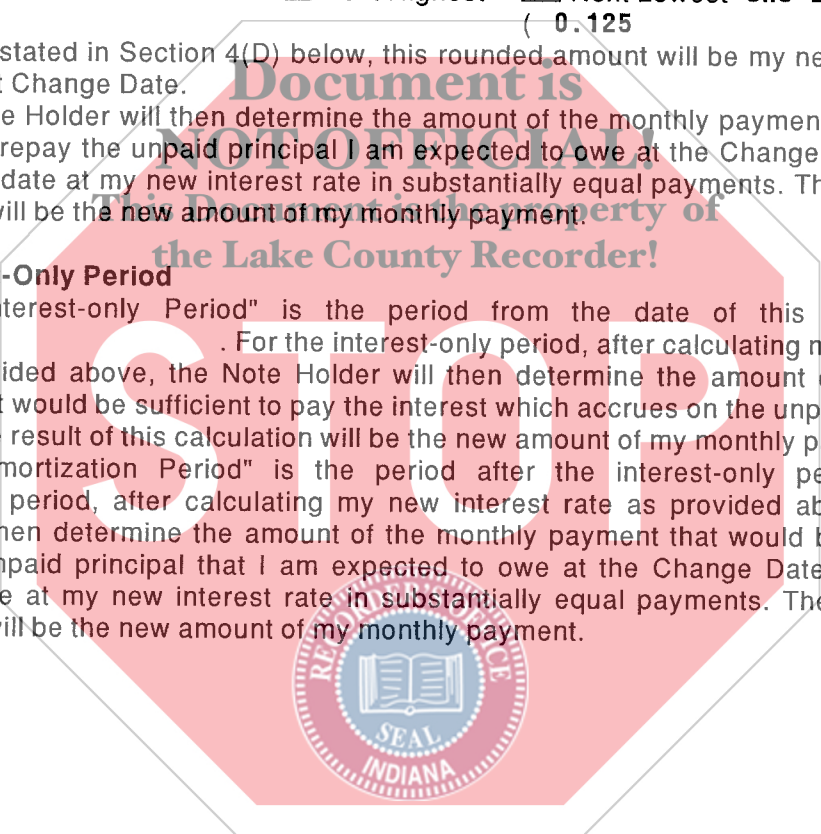 ( 0.125
stated in Section 4(D) below, this rounded amount will be my ne
t Change Date.
Document is
e Holder will then determine the amount of the monthly paymen
NOT OFFICIAL!
repay the unpaid principal I am expected to owe at the Change
date at my new interest rate in substantially equal payments. Th
This Document is the property of
vill be the new amount of my monthly payment.
the Lake County Recorder!
-Only Period
nterest-only Period" is the period from the date of this
. For the interest-only period, after calculating n
ided above, the Note Holder will then determine the amount
t would be sufficient to pay the interest which accrues on the unp
result of this calculation will be the new amount of my monthly p
STOP
mortization Period" is the period after the interest-only pe
period, after calculating my new interest rate as provided ab
hen determine the amount of the monthly payment that would b
npaid principal that I am expected to owe at the Change Date
e at my new interest rate in substantially equal payments. The
vill be the new amount of my monthly payment.
RECORDER'S OFFICE
SEAL
INDIANA